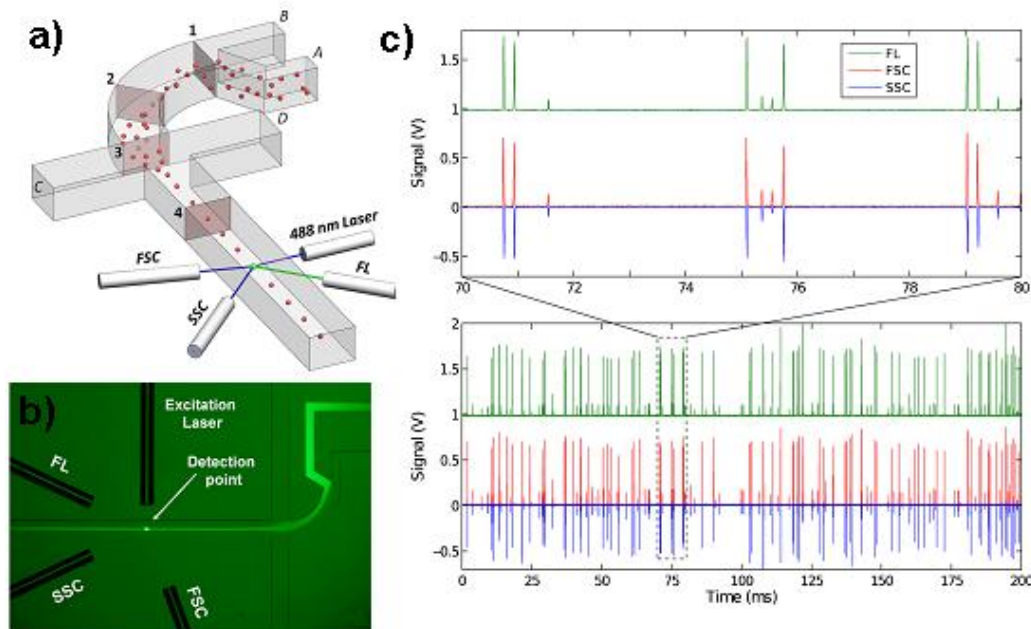 a)
1
B
A
2
D
3
C
4
488 nm Laser
FSC
FL
SSC
b)
Excitation
Laser
FL
Detection
point
SSC
FSC
c)
FL
FSC
SSC
Signal (V)
1.5
1
0.5
0
−0.5
70
72
75
76
78
80
Signal (V)
2
1.5
1
0.5
0
−0.5
0
25
50
75
100
125
150
175
200
Time (ms)